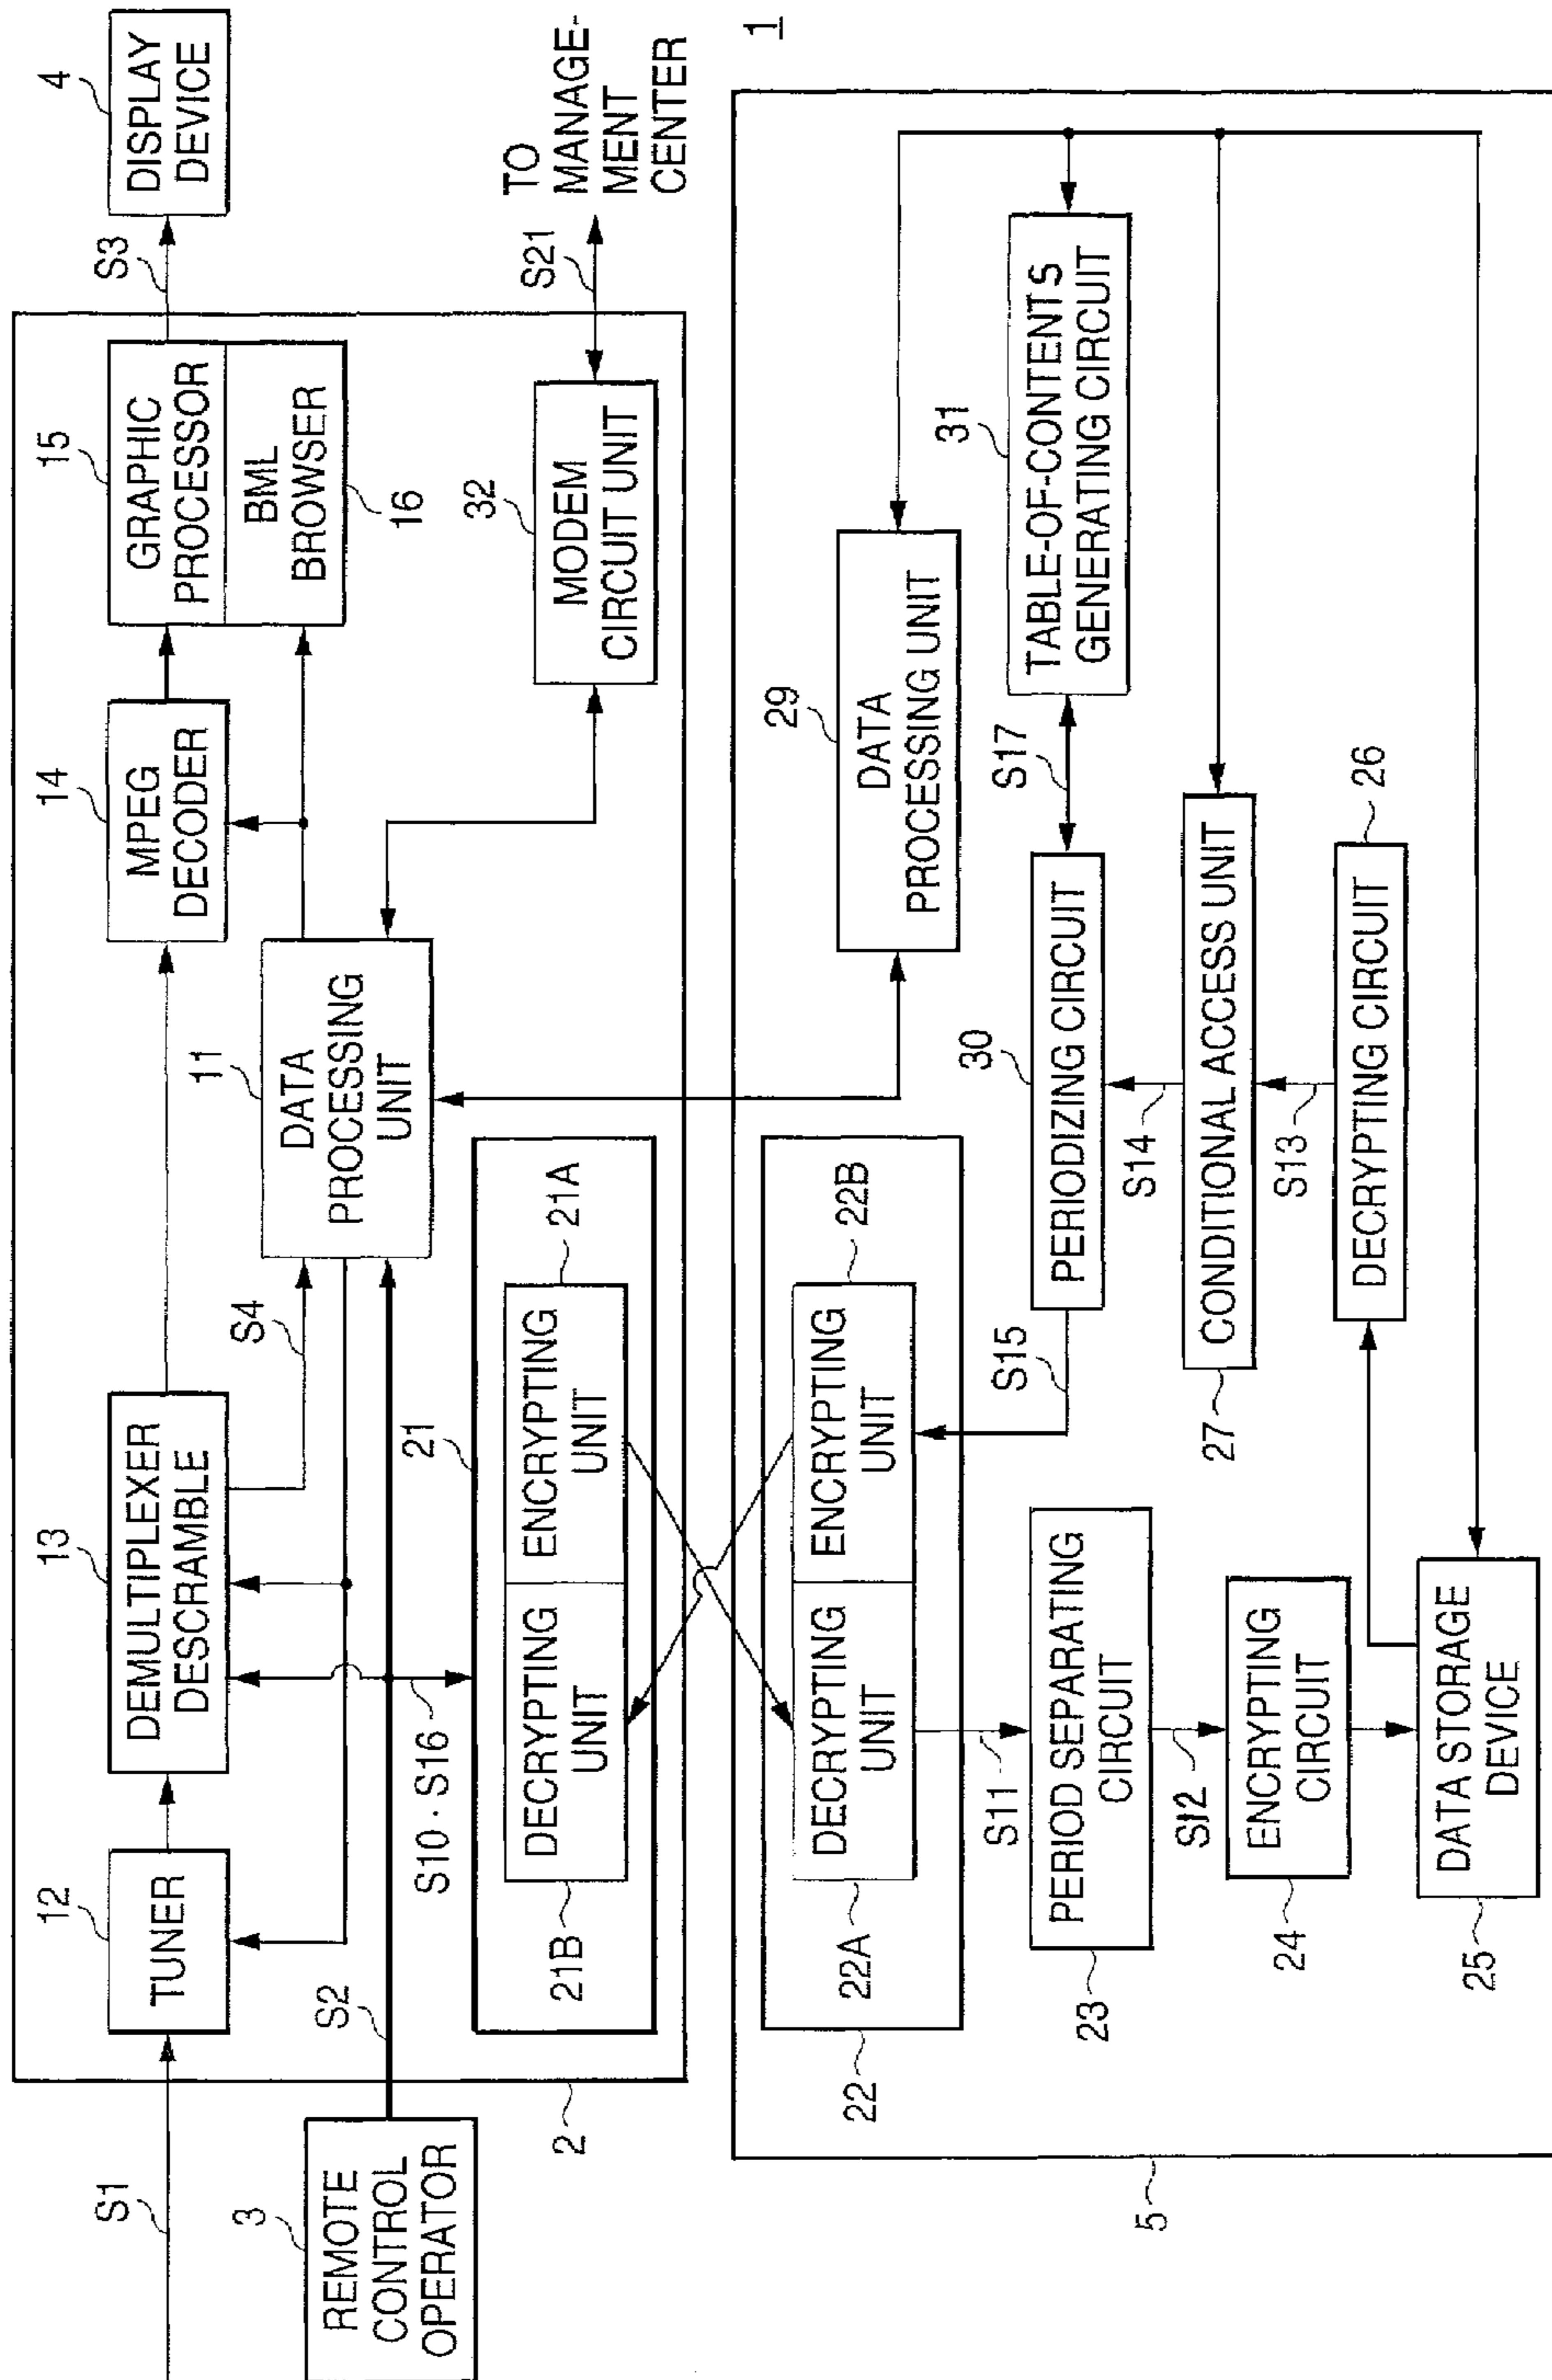 1
S1
12
TUNER
13
DEMULTIPLEXER
DESCRAMBLE
14
MPEG
DECODER
15
GRAPHIC
PROCESSOR
BML
BROWSER
16
S3
4
DISPLAY
DEVICE
3
REMOTE
CONTROL
OPERATOR
S2
S4
11
DATA
PROCESSING
UNIT
32
MODEM
CIRCUIT UNIT
S21
TO
MANAGE-
MENT
CENTER
S10 · S16
21
DECRYPTING
UNIT
ENCRYPTING
UNIT
21B
21A
2
22A
22B
DECRYPTING
UNIT
ENCRYPTING
UNIT
22
29
DATA
PROCESSING UNIT
S11
S15
23
PERIOD SEPARATING
CIRCUIT
30
PERIODIZING CIRCUIT
S17
31
TABLE-OF-CONTENTS
GENERATING CIRCUIT
S12
S14
24
ENCRYPTING
CIRCUIT
27
CONDITIONAL ACCESS UNIT
S13
25
DATA STORAGE
DEVICE
26
DECRYPTING CIRCUIT
5